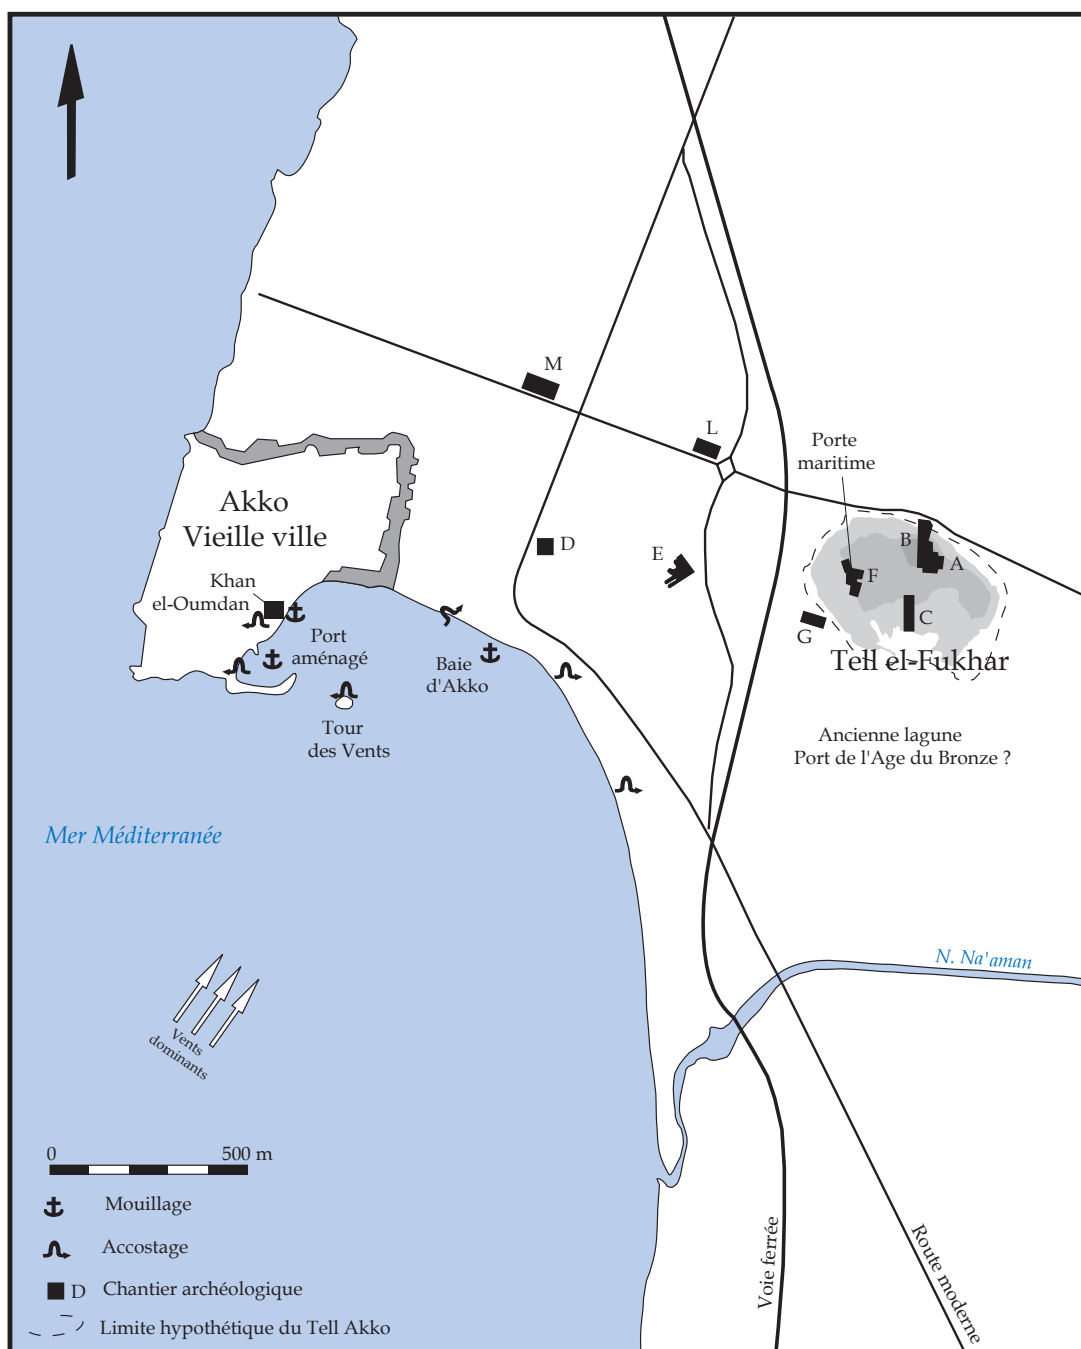 M
L
Porte
maritime
Akko
Vieille ville
D
E
B
A
F
C
G
Khan
el-Oumdan
Port
aménagé
Baie
d'Akko
Tell el-Fukhar
Tour
des Vents
Ancienne lagune
Port de l'Age du Bronze ?
Mer Méditerranée
N. Na'aman
Vents
dominants
0 500 m
Mouillage
Accostage
D Chantier archéologique
Limite hypothétique du Tell Akko
Voie ferrée
Route moderne